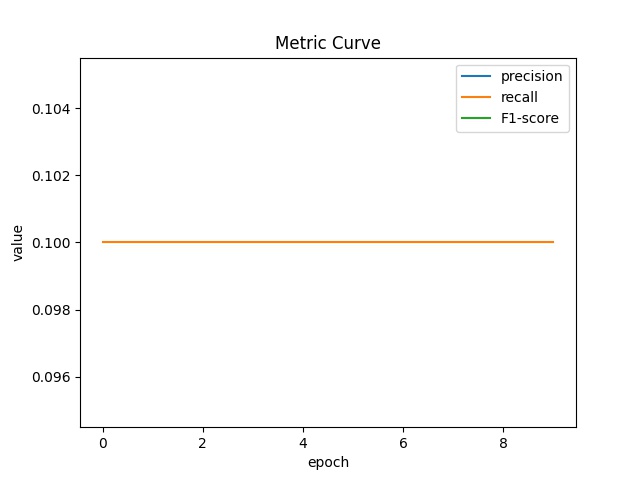 Metric Curve
precision
recall
F1-score
0.104
0.102
0.100
0.098
0.096
value
0 2 4 6 8
epoch